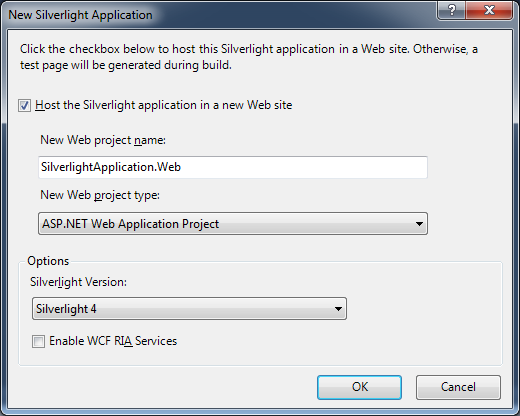 New Silverlight Application
Click the checkbox below to host this Silverlight application in a Web site. Otherwise, a
test page will be generated during build.
Host the Silverlight application in a new Web site
New Web project name:
SilverlightApplication.Web
New Web project type:
ASP.NET Web Application Project
Options
Silverlight Version:
Silverlight 4
Enable WCF RIA Services
OK
Cancel